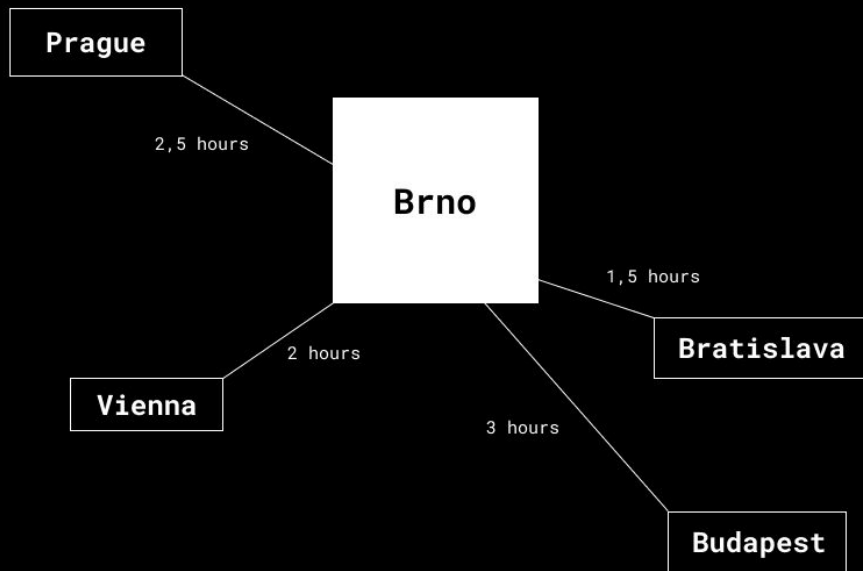 Prague
2,5 hours
Brno
1,5 hours
Bratislava
2 hours
Vienna
3 hours
Budapest